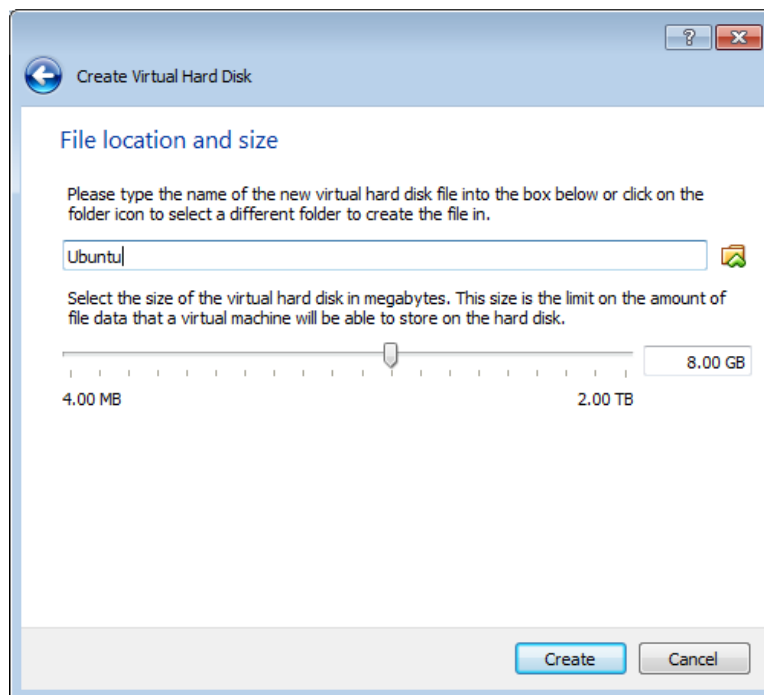 ?
Create Virtual Hard Disk
File location and size
Please type the name of the new virtual hard disk file into the box below or click on the
folder icon to select a different folder to create the file in.
Ubuntu
Select the size of the virtual hard disk in megabytes. This size is the limit on the amount of
file data that a virtual machine will be able to store on the hard disk.
8.00 GB
4.00 MB 2.00 TB
Create Cancel